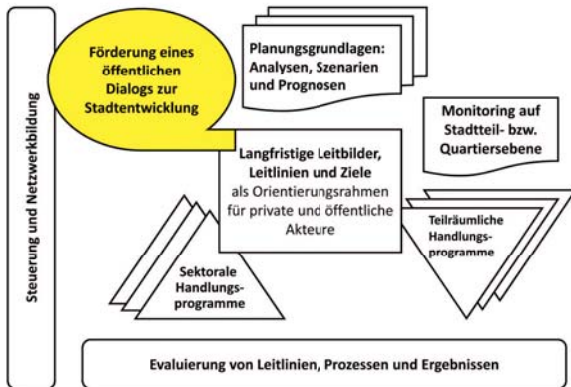 Steuerung und Netzwerkbildung
Förderung eines
öffentlichen
Dialogs zur
Stadtentwicklung
Planungsgrundlagen:
Analysen, Szenarien
und Prognosen
Monitoring auf
Stadtteil- bzw.
Quartiersebene
Langfristige Leitbilder,
Leitlinien und Ziele
als Orientierungsrahmen
für private und öffentliche
Akteure
Sektorale
Handlungs-
programme
Teilräumliche
Handlungs-
programme
Evaluierung von Leitlinien, Prozessen und Ergebnissen